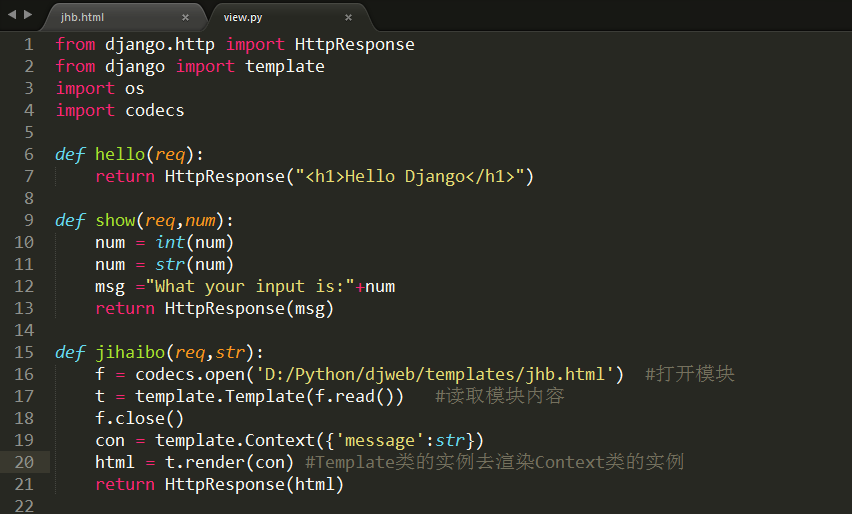 jhb.html × view.py ×
1 from django.http import HttpResponse
2 from django import template
3 import os
4 import codecs
5
6 def hello(req):
7     return HttpResponse("<h1>Hello Django</h1>")
8
9 def show(req,num):
10     num = int(num)
11     num = str(num)
12     msg ="What your input is:"+num
13     return HttpResponse(msg)
14
15 def jihaibo(req,str):
16     f = codecs.open('D:/Python/djweb/templates/jhb.html')  #打开模块
17     t = template.Template(f.read())   #读取模块内容
18     f.close()
19     con = template.Context({'message':str})
20     html = t.render(con) #Template类的实例去渲染Context类的实例
21     return HttpResponse(html)
22